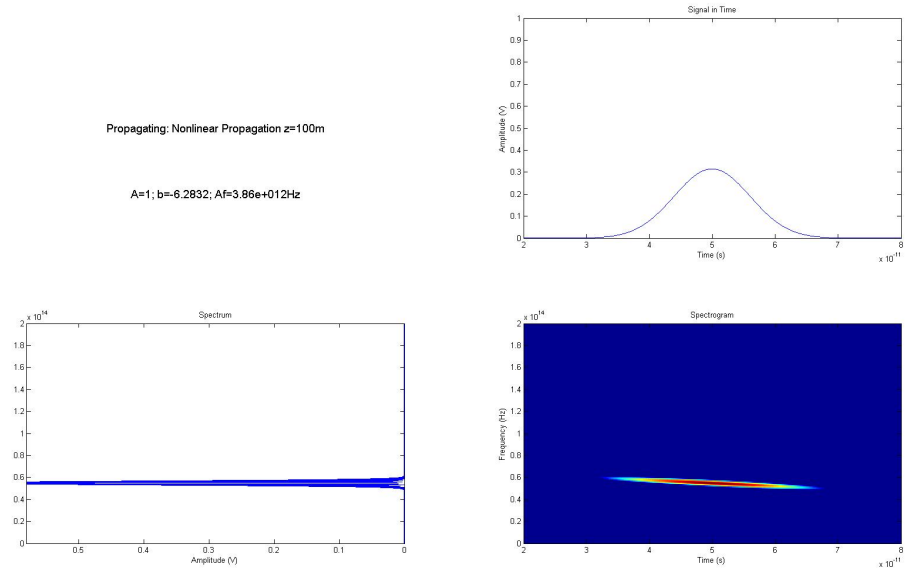 Signal in Time
1
0.9
0.8
0.7
0.6
0.5
0.4
0.3
0.2
0.1
0
Amplitude (V)
2 3 4 5 6 7 8
Time (s)
x 10^-11
Propagating: Nonlinear Propagation z=100m
A=1; b=-6.2832; Af=3.86e+012Hz
x 10^14
Spectrum
2
1.8
1.6
1.4
1.2
1
0.8
0.6
0.4
0.2
0
0.5 0.4 0.3 0.2 0.1 0
Amplitude (V)
x 10^14
Spectrogram
2
1.8
1.6
1.4
1.2
1
0.8
0.6
0.4
0.2
0
Frequency (Hz)
2 3 4 5 6 7 8
Time (s)
x 10^-11